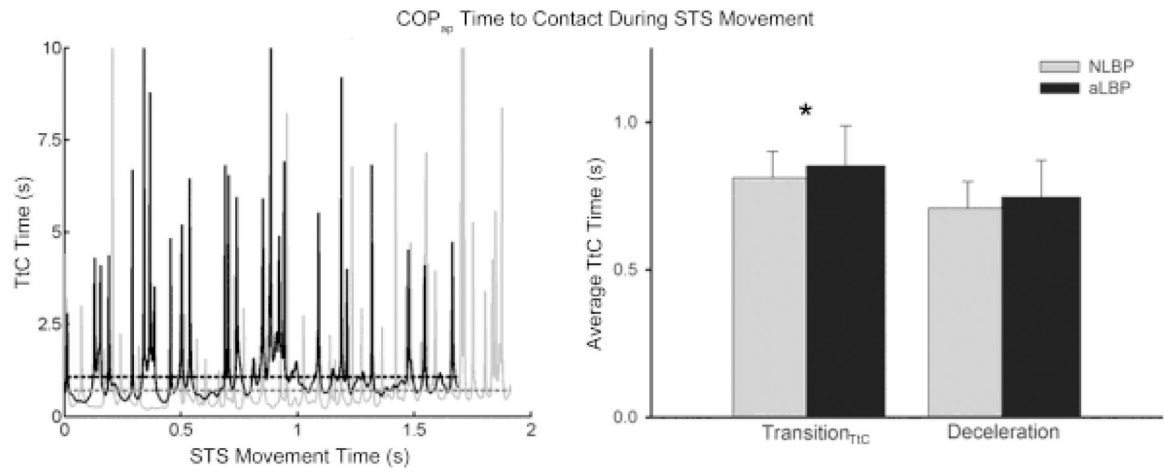 COPap Time to Contact During STS Movement
10
7.5
5
2.5
0
TtC Time (s)
0
0.5
1
1.5
2
STS Movement Time (s)
NLBP
aLBP
*
1.0
0.5
0.0
Average TtC Time (s)
TransitionTtC
Deceleration